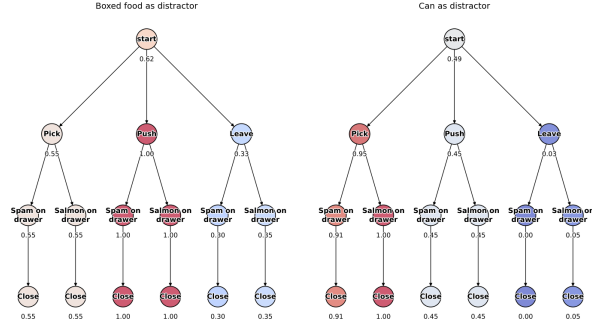 Boxed food as distractor
Can as distractor
start
start
0.62
0.49
Pick
Push
Leave
Pick
Push
Leave
0.55
1.00
0.33
0.95
0.45
0.03
Spam on drawer
Salmon on drawer
Spam on drawer
Salmon on drawer
Spam on drawer
Salmon on drawer
Spam on drawer
Salmon on drawer
Spam on drawer
Salmon on drawer
Spam on drawer
Salmon on drawer
0.55
0.55
1.00
1.00
0.30
0.35
0.91
1.00
0.45
0.45
0.00
0.05
Close
Close
Close
Close
Close
Close
Close
Close
Close
Close
Close
Close
0.55
0.55
1.00
1.00
0.30
0.35
0.91
1.00
0.45
0.45
0.00
0.05